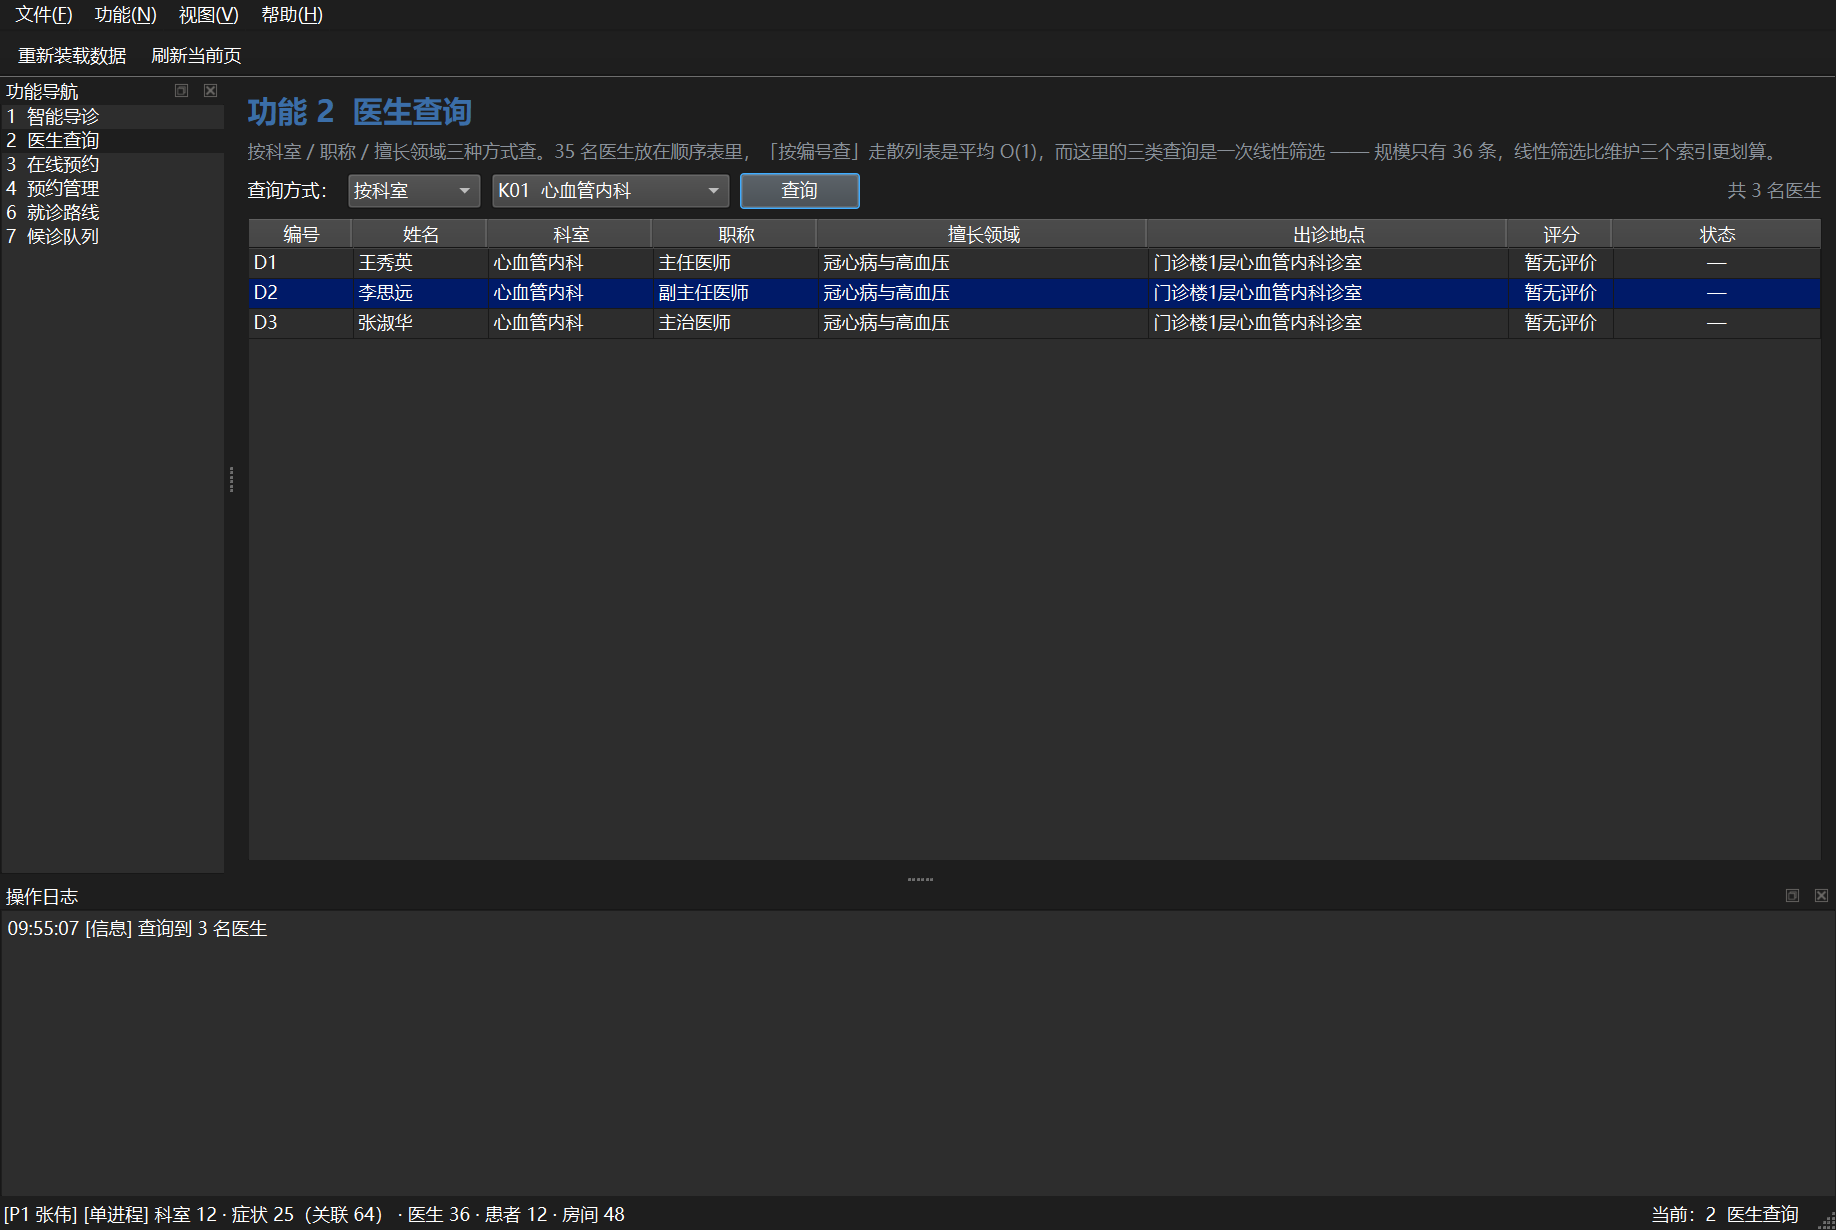 文件(F) 功能(N) 视图(V) 帮助(H)
重新装载数据 刷新当前页
功能导航
1 智能导诊
2 医生查询
3 在线预约
4 预约管理
6 就诊路线
7 候诊队列
功能 2 医生查询
按科室 / 职称 / 擅长领域三种方式查。35 名医生放在顺序表里，「按编号查」走散列表是平均 O(1)，而这里的三类查询是一次线性筛选 —— 规模只有 36 条，线性筛选比维护三个索引更划算。
查询方式： 按科室 K01 心血管内科 查询 共 3 名医生
编号 姓名 科室 职称 擅长领域 出诊地点 评分 状态
D1 王秀英 心血管内科 主任医师 冠心病与高血压 门诊楼1层心血管内科诊室 暂无评价 —
D2 李思远 心血管内科 副主任医师 冠心病与高血压 门诊楼1层心血管内科诊室 暂无评价 —
D3 张淑华 心血管内科 主治医师 冠心病与高血压 门诊楼1层心血管内科诊室 暂无评价 —
操作日志
09:55:07 [信息] 查询到 3 名医生
[P1 张伟] [单进程] 科室 12 · 症状 25（关联 64） · 医生 36 · 患者 12 · 房间 48
当前：2 医生查询